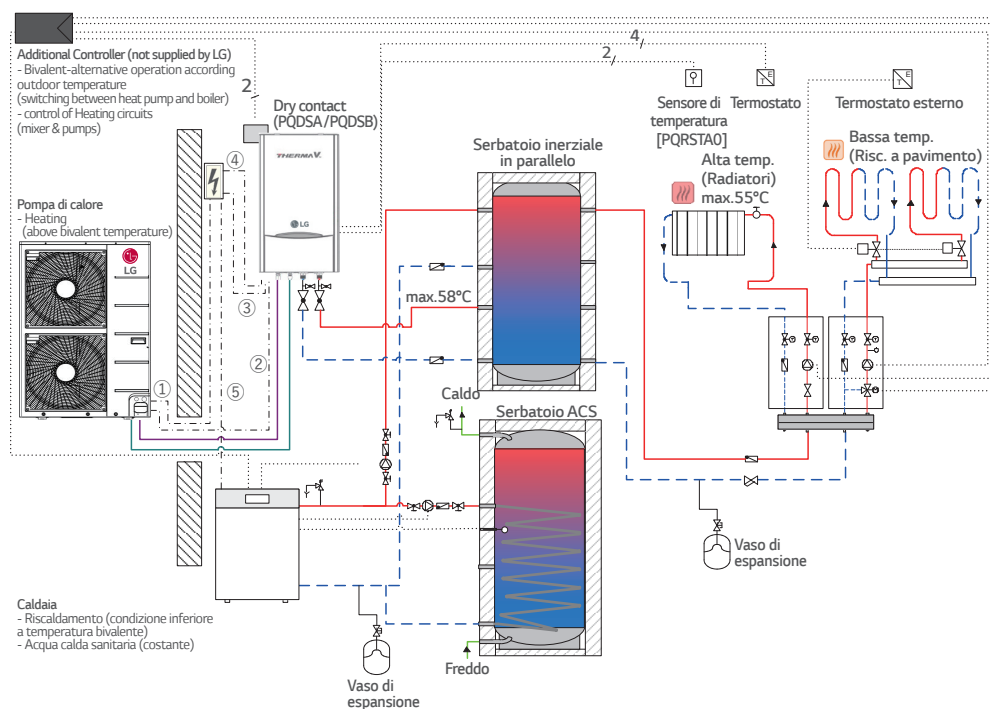 Additional Controller (not supplied by LG)
- Bivalent-alternative operation according
outdoor temperature
(switching between heat pump and boiler)
- control of Heating circuits
(mixer & pumps)
2
Dry contact
(PQDSA/PQDSB)
4
2
Sensore di
temperatura
[PQRSTA0]
Termostato
E
T
Termostato esterno
E
T
THERMA V.
LG
④
③
②
①
⑤
Pompa di calore
- Heating
(above bivalent temperature)
LG
Serbatoio inerziale
in parallelo
Alta temp.
(Radiatori)
max.55°C
Bassa temp.
(Risc. a pavimento)
max.58°C
Caldo
Serbatoio ACS
Freddo
Vaso di
espansione
Vaso di
espansione
Caldaia
- Riscaldamento (condizione inferiore
a temperatura bivalente)
- Acqua calda sanitaria (costante)